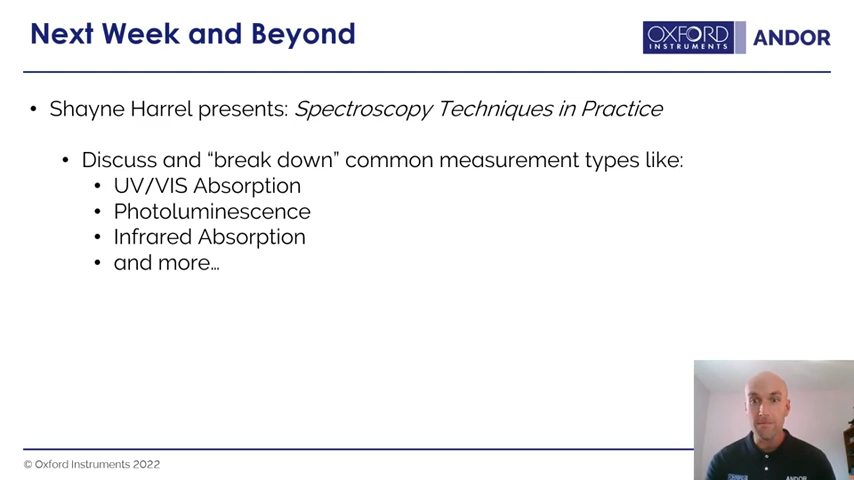 Next Week and Beyond
OXFORD
INSTRUMENTS
ANDOR
• Shayne Harrel presents: Spectroscopy Techniques in Practice
• Discuss and “break down” common measurement types like:
• UV/VIS Absorption
• Photoluminescence
• Infrared Absorption
• and more…
© Oxford Instruments 2022
ANDOR